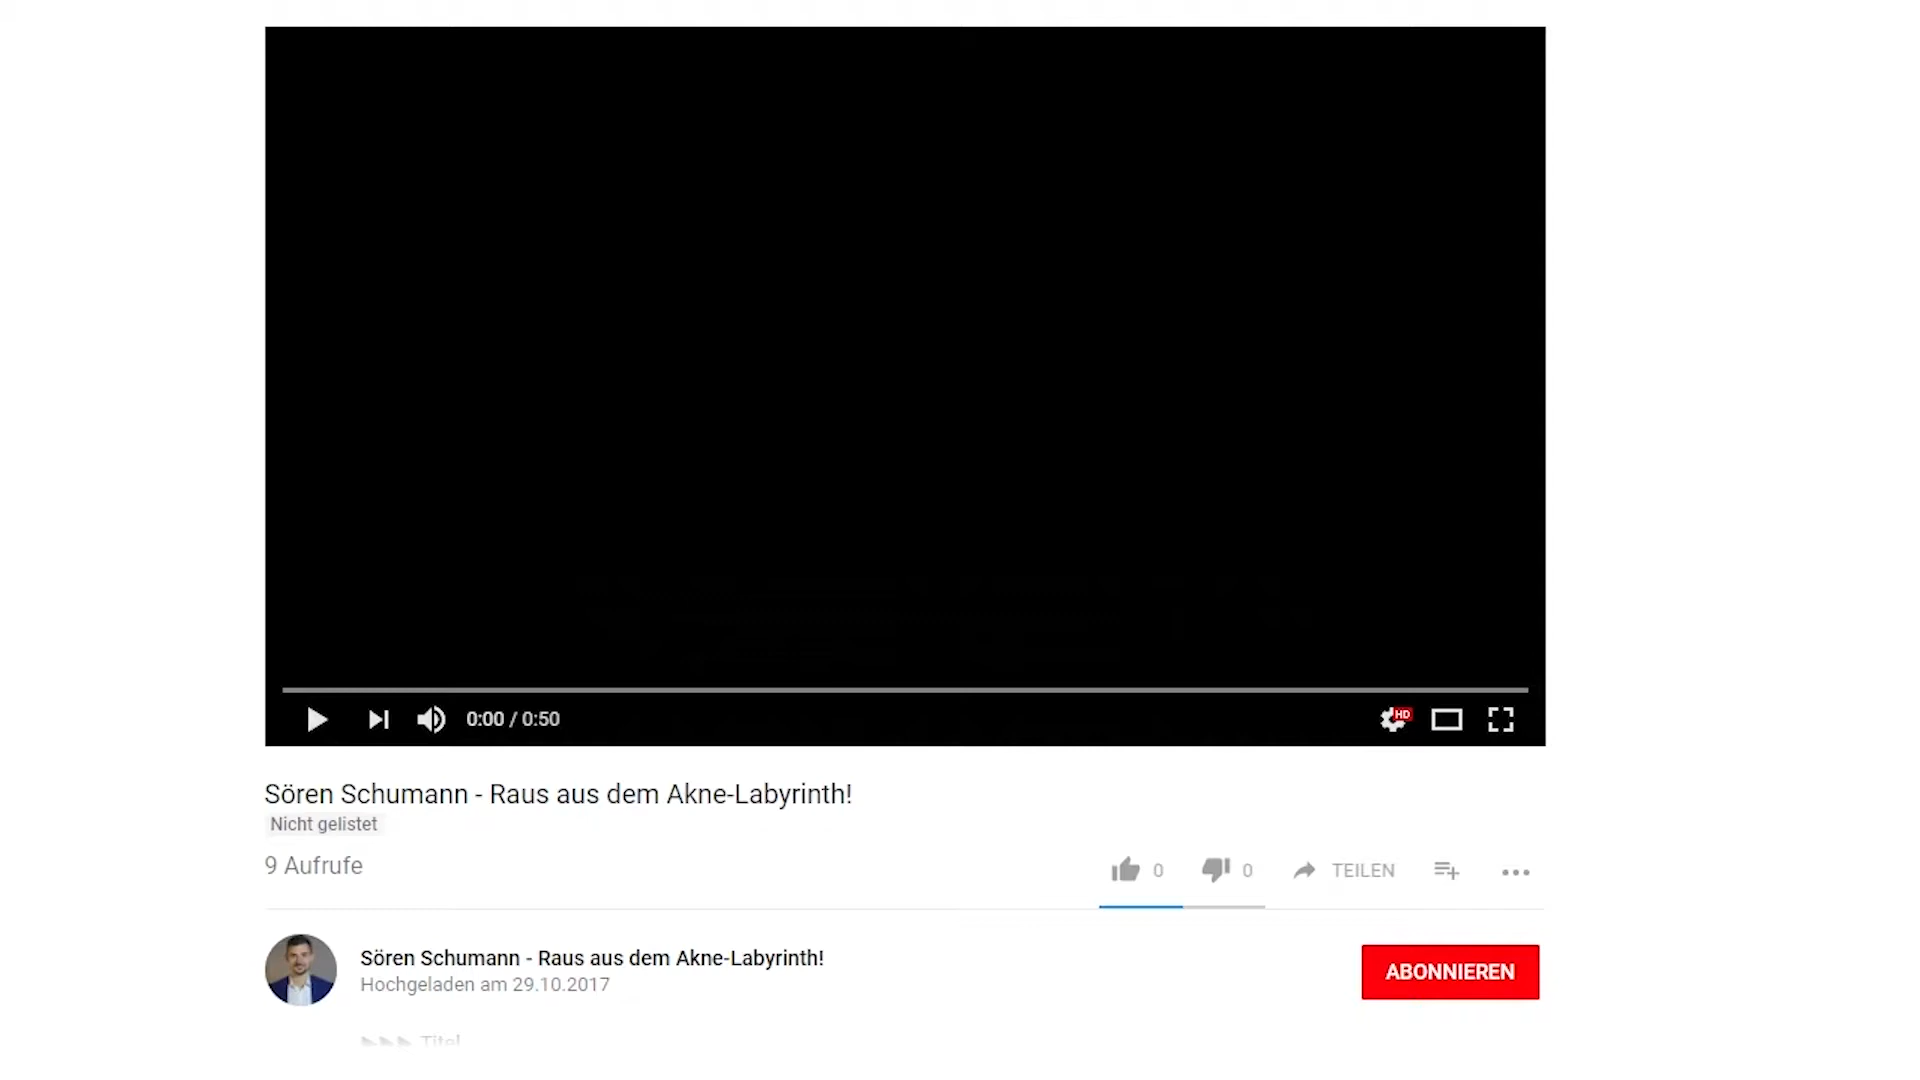 0:00 / 0:50
HD
Sören Schumann - Raus aus dem Akne-Labyrinth!
Nicht gelistet
9 Aufrufe
0
0
TEILEN
Sören Schumann - Raus aus dem Akne-Labyrinth!
Hochgeladen am 29.10.2017
ABONNIEREN
►►► Titel